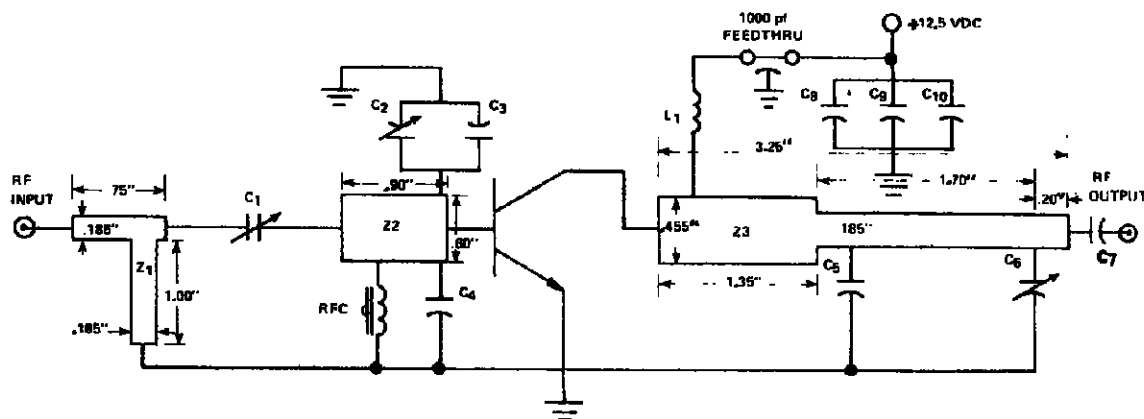 1000 pf
FEEDTHRU
+12.5 VDC
C2
C3
L1
C8
C9
C10
3.25"
RF
INPUT
.75"
.185"
Z1
1.00"
.185"
C1
.90"
Z2
.60"
RFC
C4
.455"
Z3
1.35"
1.70"
.185"
C5
.20"
C6
RF
OUTPUT
C7